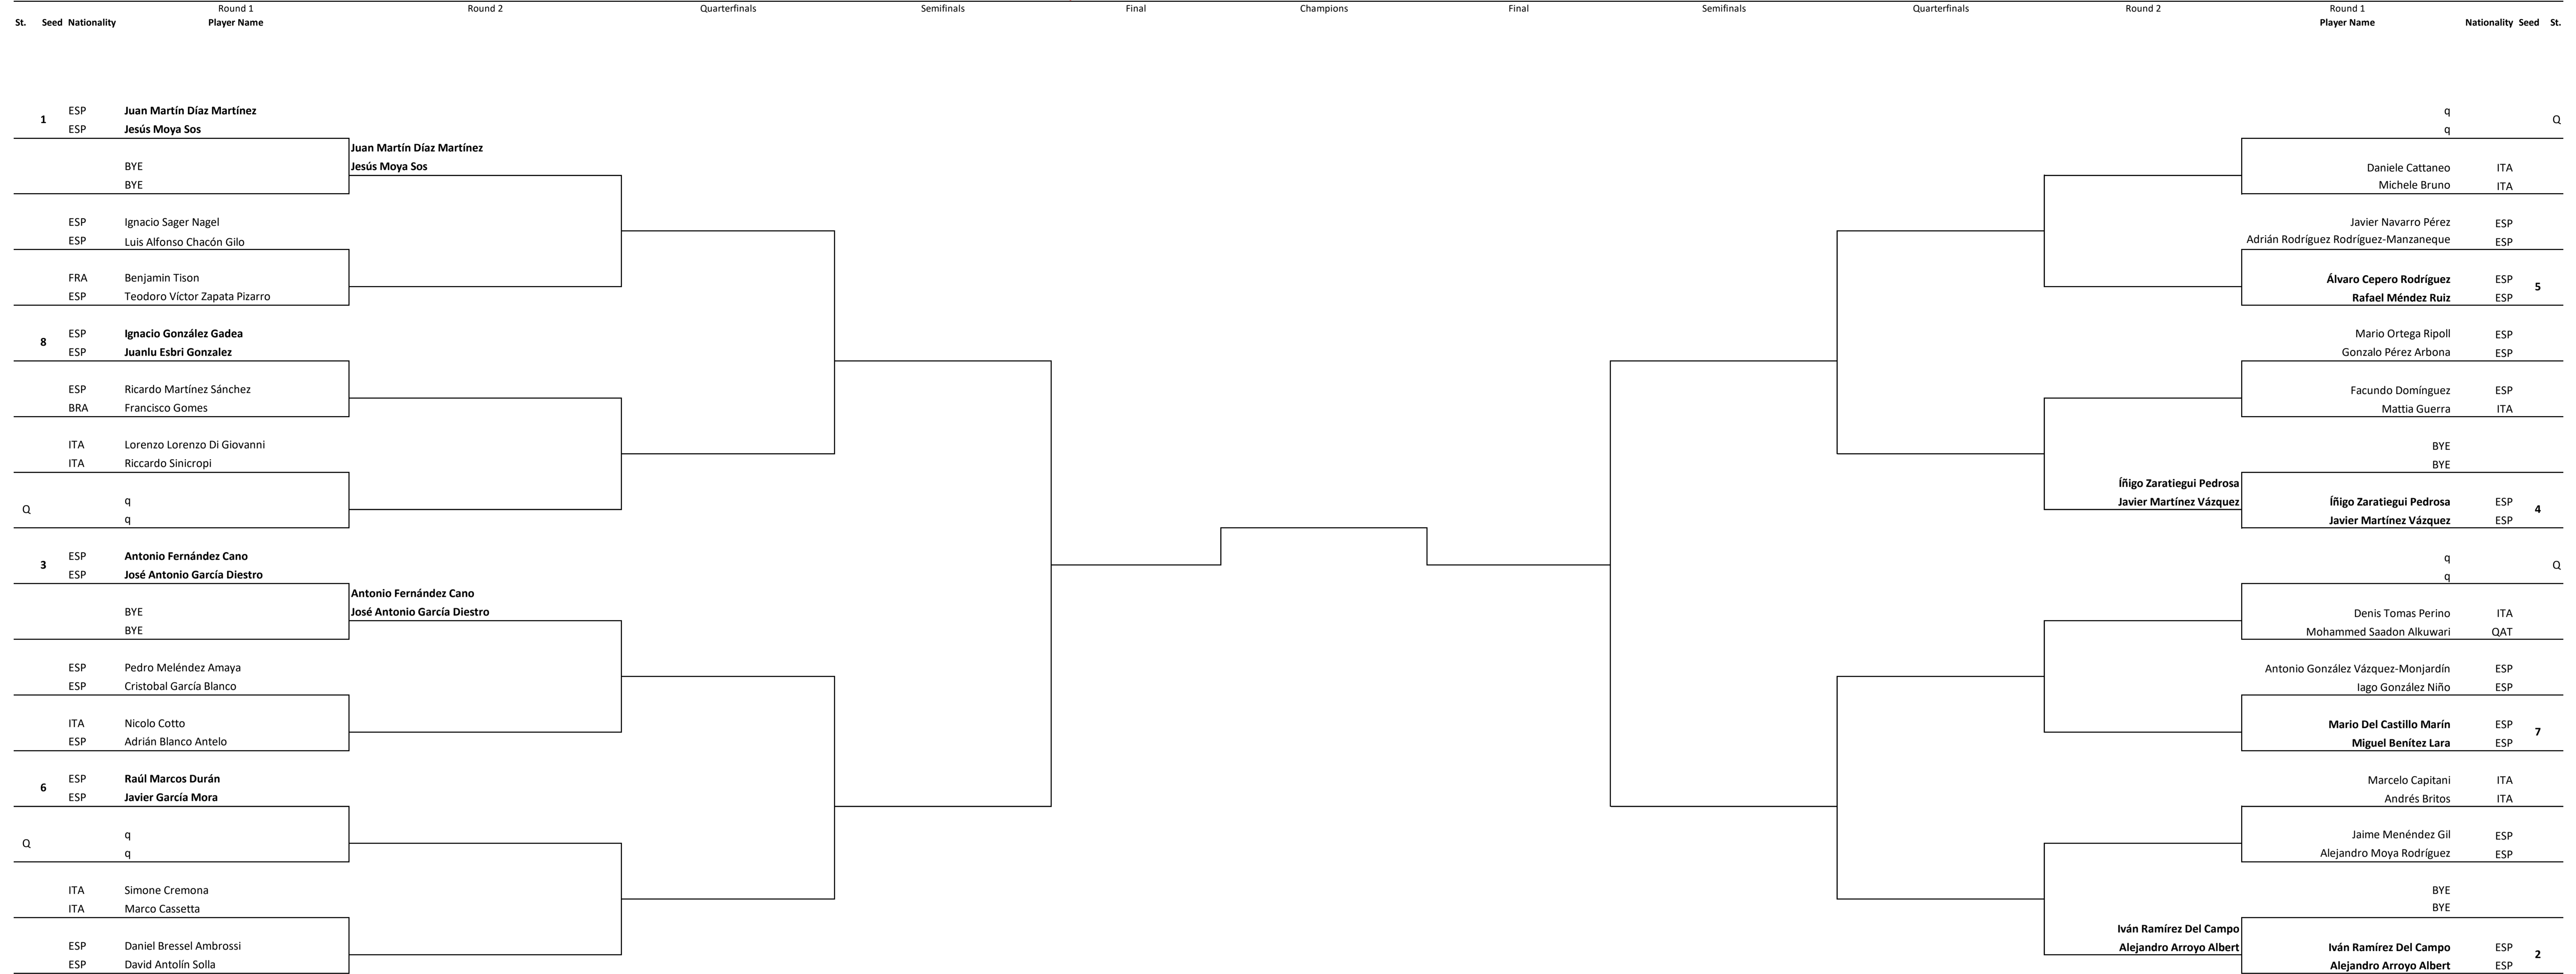 Round 1 Round 2 Quarterfinals Semifinals Final Champions Final Semifinals Quarterfinals Round 2 Round 1
St. Seed Nationality Player Name Player Name Nationality Seed St.
1
ESP Juan Martín Díaz Martínez
ESP Jesús Moya Sos
Juan Martín Díaz Martínez
Jesús Moya Sos
BYE
BYE
ESP Ignacio Sager Nagel
ESP Luis Alfonso Chacón Gilo
FRA Benjamin Tison
ESP Teodoro Víctor Zapata Pizarro
8
ESP Ignacio González Gadea
ESP Juanlu Esbri Gonzalez
ESP Ricardo Martínez Sánchez
BRA Francisco Gomes
ITA Lorenzo Lorenzo Di Giovanni
ITA Riccardo Sinicropi
Q
q
q
3
ESP Antonio Fernández Cano
ESP José Antonio García Diestro
Antonio Fernández Cano
José Antonio García Diestro
BYE
BYE
ESP Pedro Meléndez Amaya
ESP Cristobal García Blanco
ITA Nicolo Cotto
ESP Adrián Blanco Antelo
6
ESP Raúl Marcos Durán
ESP Javier García Mora
Q
q
q
ITA Simone Cremona
ITA Marco Cassetta
ESP Daniel Bressel Ambrossi
ESP David Antolín Solla
q
q
Q
Daniele Cattaneo ITA
Michele Bruno ITA
Javier Navarro Pérez ESP
Adrián Rodríguez Rodríguez-Manzaneque ESP
Álvaro Cepero Rodríguez ESP
Rafael Méndez Ruiz ESP
5
Mario Ortega Ripoll ESP
Gonzalo Pérez Arbona ESP
Facundo Domínguez ESP
Mattia Guerra ITA
BYE
BYE
Íñigo Zaratiegui Pedrosa
Javier Martínez Vázquez
Íñigo Zaratiegui Pedrosa ESP
Javier Martínez Vázquez ESP
4
q
q
Q
Denis Tomas Perino ITA
Mohammed Saadon Alkuwari QAT
Antonio González Vázquez-Monjardín ESP
Iago González Niño ESP
Mario Del Castillo Marín ESP
Miguel Benítez Lara ESP
7
Marcelo Capitani ITA
Andrés Britos ITA
Jaime Menéndez Gil ESP
Alejandro Moya Rodríguez ESP
BYE
BYE
Iván Ramírez Del Campo
Alejandro Arroyo Albert
Iván Ramírez Del Campo ESP
Alejandro Arroyo Albert ESP
2